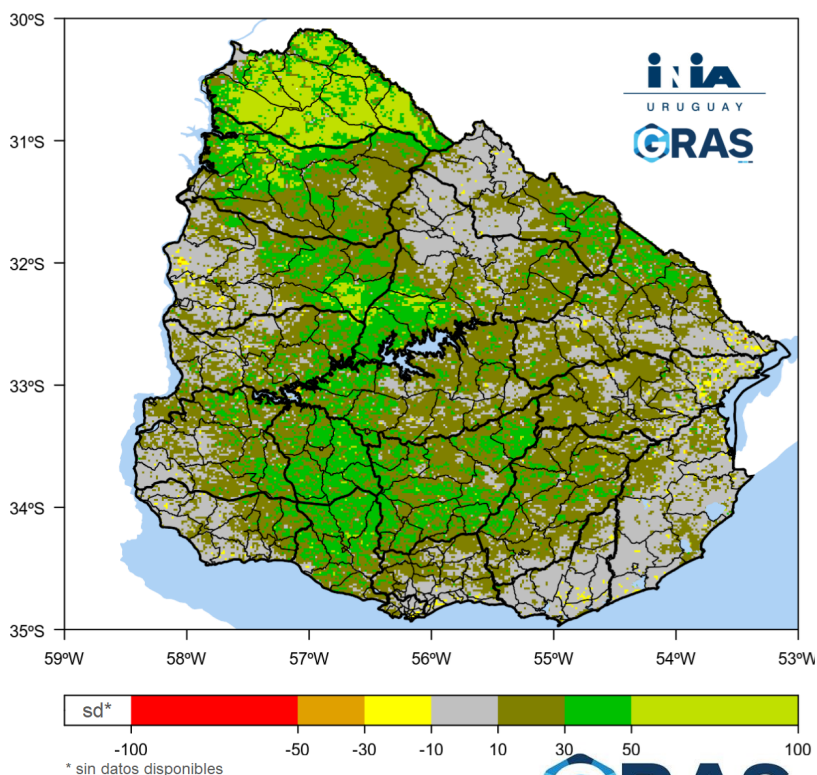 30ºS
iNiA
URUGUAY
GRAS
31ºS
32ºS
33ºS
34ºS
35ºS
59ºW 58ºW 57ºW 56ºW 55ºW 54ºW 53ºW
sd*
-100 -50 -30 -10 10 30 50 100
* sin datos disponibles
GRAS